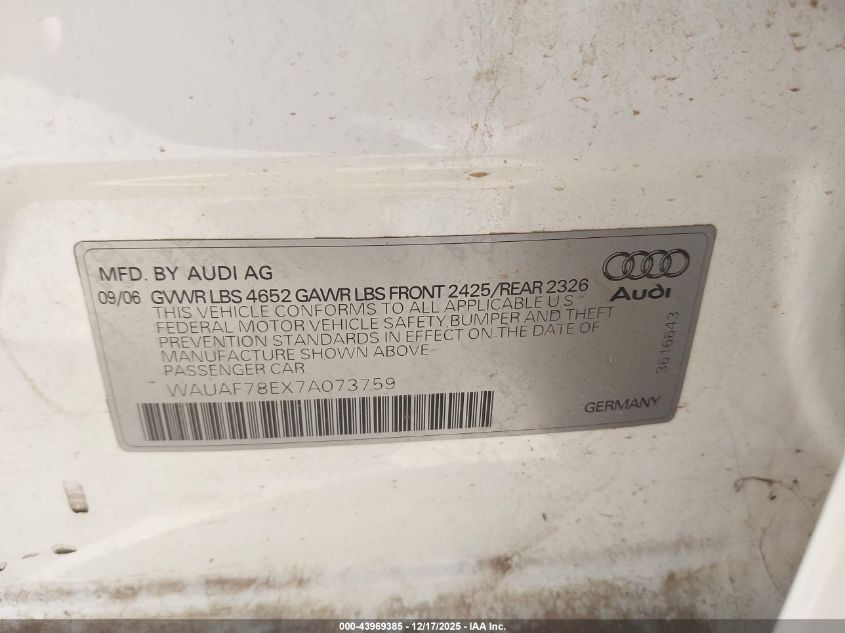 MFD. BY AUDI AG
09/06 GVWR LBS 4652 GAWR LBS FRONT 2425/REAR 2326
THIS VEHICLE CONFORMS TO ALL APPLICABLE U S
FEDERAL MOTOR VEHICLE SAFETY, BUMPER AND THEFT
PREVENTION STANDARDS IN EFFECT ON THE DATE OF
MANUFACTURE SHOWN ABOVE-
PASSENGER CAR
WAUAF78EX7A073759
Audi
3616643
GERMANY
000-43969385 - 12/17/2025 - IAA Inc.